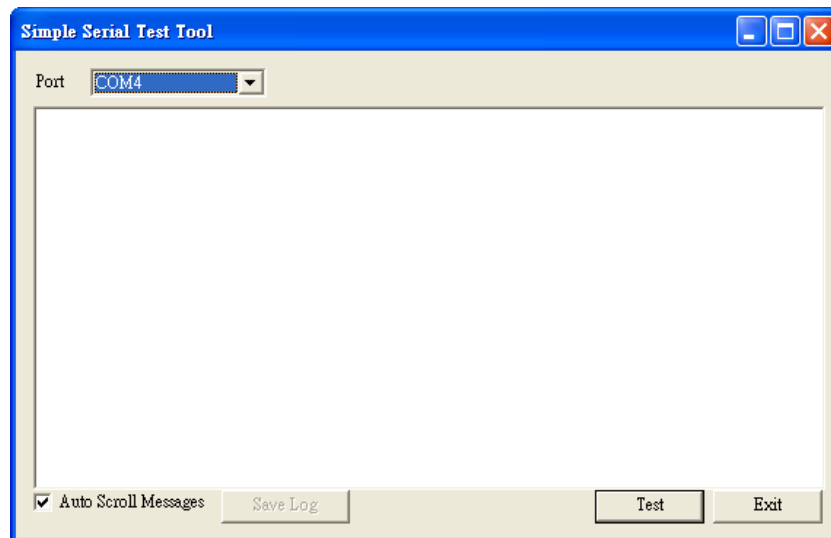 Simple Serial Test Tool
Port COM4
Auto Scroll Messages Save Log Test Exit